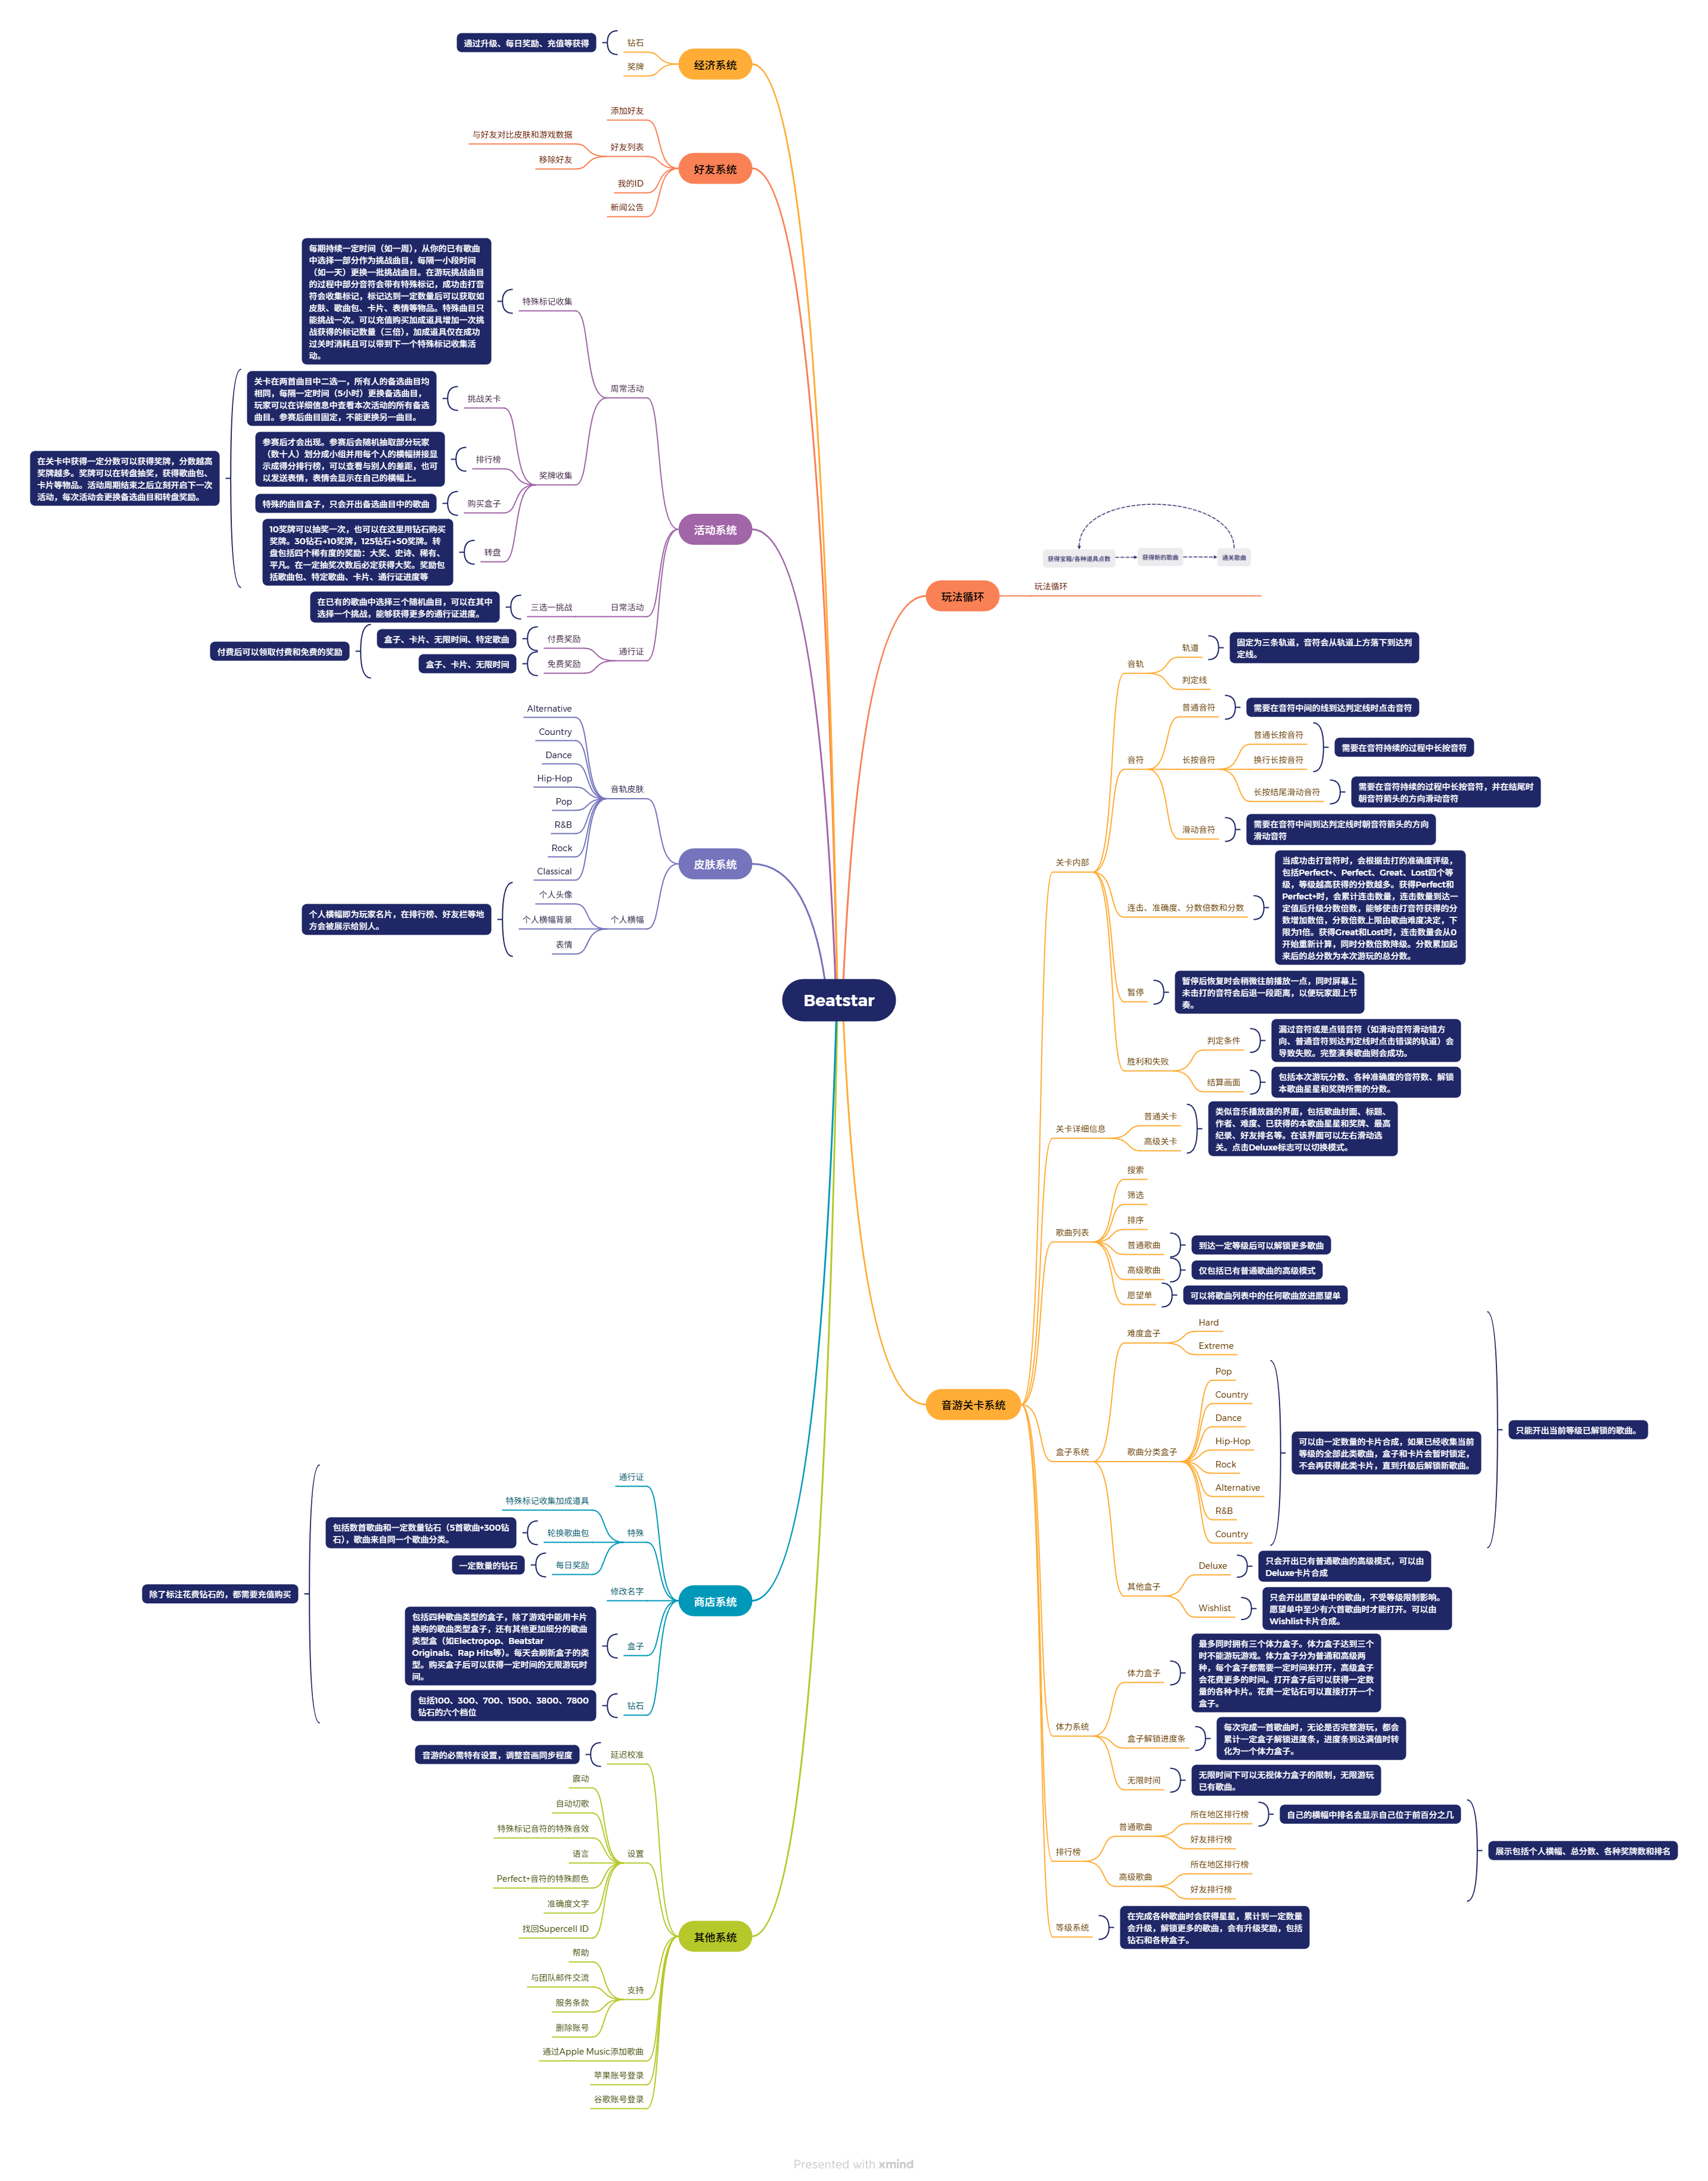 Beatstar
经济系统
钻石
通过升级、每日奖励、充值等获得
奖牌
好友系统
添加好友
好友列表
与好友对比皮肤和游戏数据
移除好友
我的ID
新闻公告
活动系统
周常活动
特殊标记收集
每期持续一定时间（如一周），从你的已有歌曲
中选择一部分作为挑战曲目，每隔一小段时间
（如一天）更换一批挑战曲目。在游玩挑战曲目
的过程中部分音符会带有特殊标记，成功击打音
符会收集标记，标记达到一定数量后可以获取如
皮肤、歌曲包、卡片、表情等物品。特殊曲目只
能挑战一次。可以充值购买加成道具增加一次挑
战获得的标记数量（三倍），加成道具仅在成功
过关时消耗且可以带到下一个特殊标记收集活
动。
奖牌收集
挑战关卡
关卡在两首曲目中二选一，所有人的备选曲目均
相同，每隔一定时间（5小时）更换备选曲目，
玩家可以在详细信息中查看本次活动的所有备选
曲目。参赛后曲目固定，不能更换另一曲目。
排行榜
参赛后才会出现。参赛后会随机抽取部分玩家
（数十人）划分成小组并用每个人的横幅拼接显
示成得分排行榜，可以查看与别人的差距，也可
以发送表情，表情会显示在自己的横幅上。
购买盒子
特殊的曲目盒子，只会开出备选曲目中的歌曲
转盘
10奖牌可以抽奖一次，也可以在这里用钻石购买
奖牌。30钻石+10奖牌，125钻石+50奖牌。转
盘包括四个稀有度的奖励：大奖、史诗、稀有、
平凡。在一定抽奖次数后必定获得大奖。奖励包
括歌曲包、特定歌曲、卡片、通行证进度等
在关卡中获得一定分数可以获得奖牌，分数越高
奖牌越多。奖牌可以在转盘抽奖，获得歌曲包、
卡片等物品。活动周期结束之后立刻开启下一次
活动，每次活动会更换备选曲目和转盘奖励。
日常活动
三选一挑战
在已有的歌曲中选择三个随机曲目，可以在其中
选择一个挑战，能够获得更多的通行证进度。
通行证
付费奖励
盒子、卡片、无限时间、特定歌曲
免费奖励
盒子、卡片、无限时间
付费后可以领取付费和免费的奖励
皮肤系统
音轨皮肤
Alternative
Country
Dance
Hip-Hop
Pop
R&B
Rock
Classical
个人横幅
个人头像
个人横幅背景
表情
个人横幅即为玩家名片，在排行榜、好友栏等地
方会被展示给别人。
商店系统
通行证
特殊
特殊标记收集加成道具
轮换歌曲包
包括数首歌曲和一定数量钻石（5首歌曲+300钻
石），歌曲来自同一个歌曲分类。
每日奖励
一定数量的钻石
修改名字
盒子
包括四种歌曲类型的盒子，除了游戏中能用卡片
换购的歌曲类型盒子，还有其他更加细分的歌曲
类型盒（如Electropop、Beatstar
Originals、Rap Hits等）。每天会刷新盒子的类
型。购买盒子后可以获得一定时间的无限游玩时
间。
钻石
包括100、300、700、1500、3800、7800
钻石的六个档位
除了标注花费钻石的，都需要充值购买
其他系统
延迟校准
音游的必需特有设置，调整音画同步程度
设置
震动
自动切歌
特殊标记音符的特殊音效
语言
Perfect+音符的特殊颜色
准确度文字
找回Supercell ID
支持
帮助
与团队邮件交流
服务条款
删除账号
通过Apple Music添加歌曲
苹果账号登录
谷歌账号登录
玩法循环
玩法循环
获得宝箱/各种道具点数
获得新的歌曲
通关歌曲
音游关卡系统
关卡内部
音轨
轨道
固定为三条轨道，音符会从轨道上方落下到达判
定线。
判定线
音符
普通音符
需要在音符中间的线到达判定线时点击音符
长按音符
普通长按音符
换行长按音符
需要在音符持续的过程中长按音符
长按结尾滑动音符
需要在音符持续的过程中长按音符，并在结尾时
朝音符箭头的方向滑动音符
滑动音符
需要在音符中间到达判定线时朝音符箭头的方向
滑动音符
连击、准确度、分数倍数和分数
当成功击打音符时，会根据击打的准确度评级，
包括Perfect+、Perfect、Great、Lost四个等
级，等级越高获得的分数越多。获得Perfect和
Perfect+时，会累计连击数量，连击数量到达一
定值后升级分数倍数，能够使击打音符获得的分
数增加数倍，分数倍数上限由歌曲难度决定，下
限为1倍。获得Great和Lost时，连击数量会从0
开始重新计算，同时分数倍数降级。分数累加起
来后的总分数为本次游玩的总分数。
暂停
暂停后恢复时会稍微往前播放一点，同时屏幕上
未击打的音符会后退一段距离，以便玩家跟上节
奏。
胜利和失败
判定条件
漏过音符或是点错音符（如滑动音符滑动错方
向、普通音符到达判定线时点击错误的轨道）会
导致失败。完整演奏歌曲则会成功。
结算画面
包括本次游玩分数、各种准确度的音符数、解锁
本歌曲星星和奖牌所需的分数。
关卡详细信息
普通关卡
高级关卡
类似音乐播放器的界面，包括歌曲封面、标题、
作者、难度、已获得的本歌曲星星和奖牌、最高
纪录、好友排名等。在该界面可以左右滑动选
关。点击Deluxe标志可以切换模式。
歌曲列表
搜索
筛选
排序
普通歌曲
到达一定等级后可以解锁更多歌曲
高级歌曲
仅包括已有普通歌曲的高级模式
愿望单
可以将歌曲列表中的任何歌曲放进愿望单
盒子系统
难度盒子
Hard
Extreme
歌曲分类盒子
Pop
Country
Dance
Hip-Hop
Rock
Alternative
R&B
Country
可以由一定数量的卡片合成，如果已经收集当前
等级的全部此类歌曲，盒子和卡片会暂时锁定，
不会再获得此类卡片，直到升级后解锁新歌曲。
只能开出当前等级已解锁的歌曲。
其他盒子
Deluxe
只会开出已有普通歌曲的高级模式，可以由
Deluxe卡片合成
Wishlist
只会开出愿望单中的歌曲，不受等级限制影响。
愿望单中至少有六首歌曲时才能打开。可以由
Wishlist卡片合成。
体力系统
体力盒子
最多同时拥有三个体力盒子。体力盒子达到三个
时不能游玩游戏。体力盒子分为普通和高级两
种，每个盒子都需要一定时间来打开，高级盒子
会花费更多的时间。打开盒子后可以获得一定数
量的各种卡片。花费一定钻石可以直接打开一个
盒子。
盒子解锁进度条
每次完成一首歌曲时，无论是否完整游玩，都会
累计一定盒子解锁进度条，进度条到达满值时转
化为一个体力盒子。
无限时间
无限时间下可以无视体力盒子的限制，无限游玩
已有歌曲。
排行榜
普通歌曲
所在地区排行榜
自己的横幅中排名会显示自己位于前百分之几
好友排行榜
高级歌曲
所在地区排行榜
好友排行榜
展示包括个人横幅、总分数、各种奖牌数和排名
等级系统
在完成各种歌曲时会获得星星，累计到一定数量
会升级，解锁更多的歌曲，会有升级奖励，包括
钻石和各种盒子。
Presented with xmind